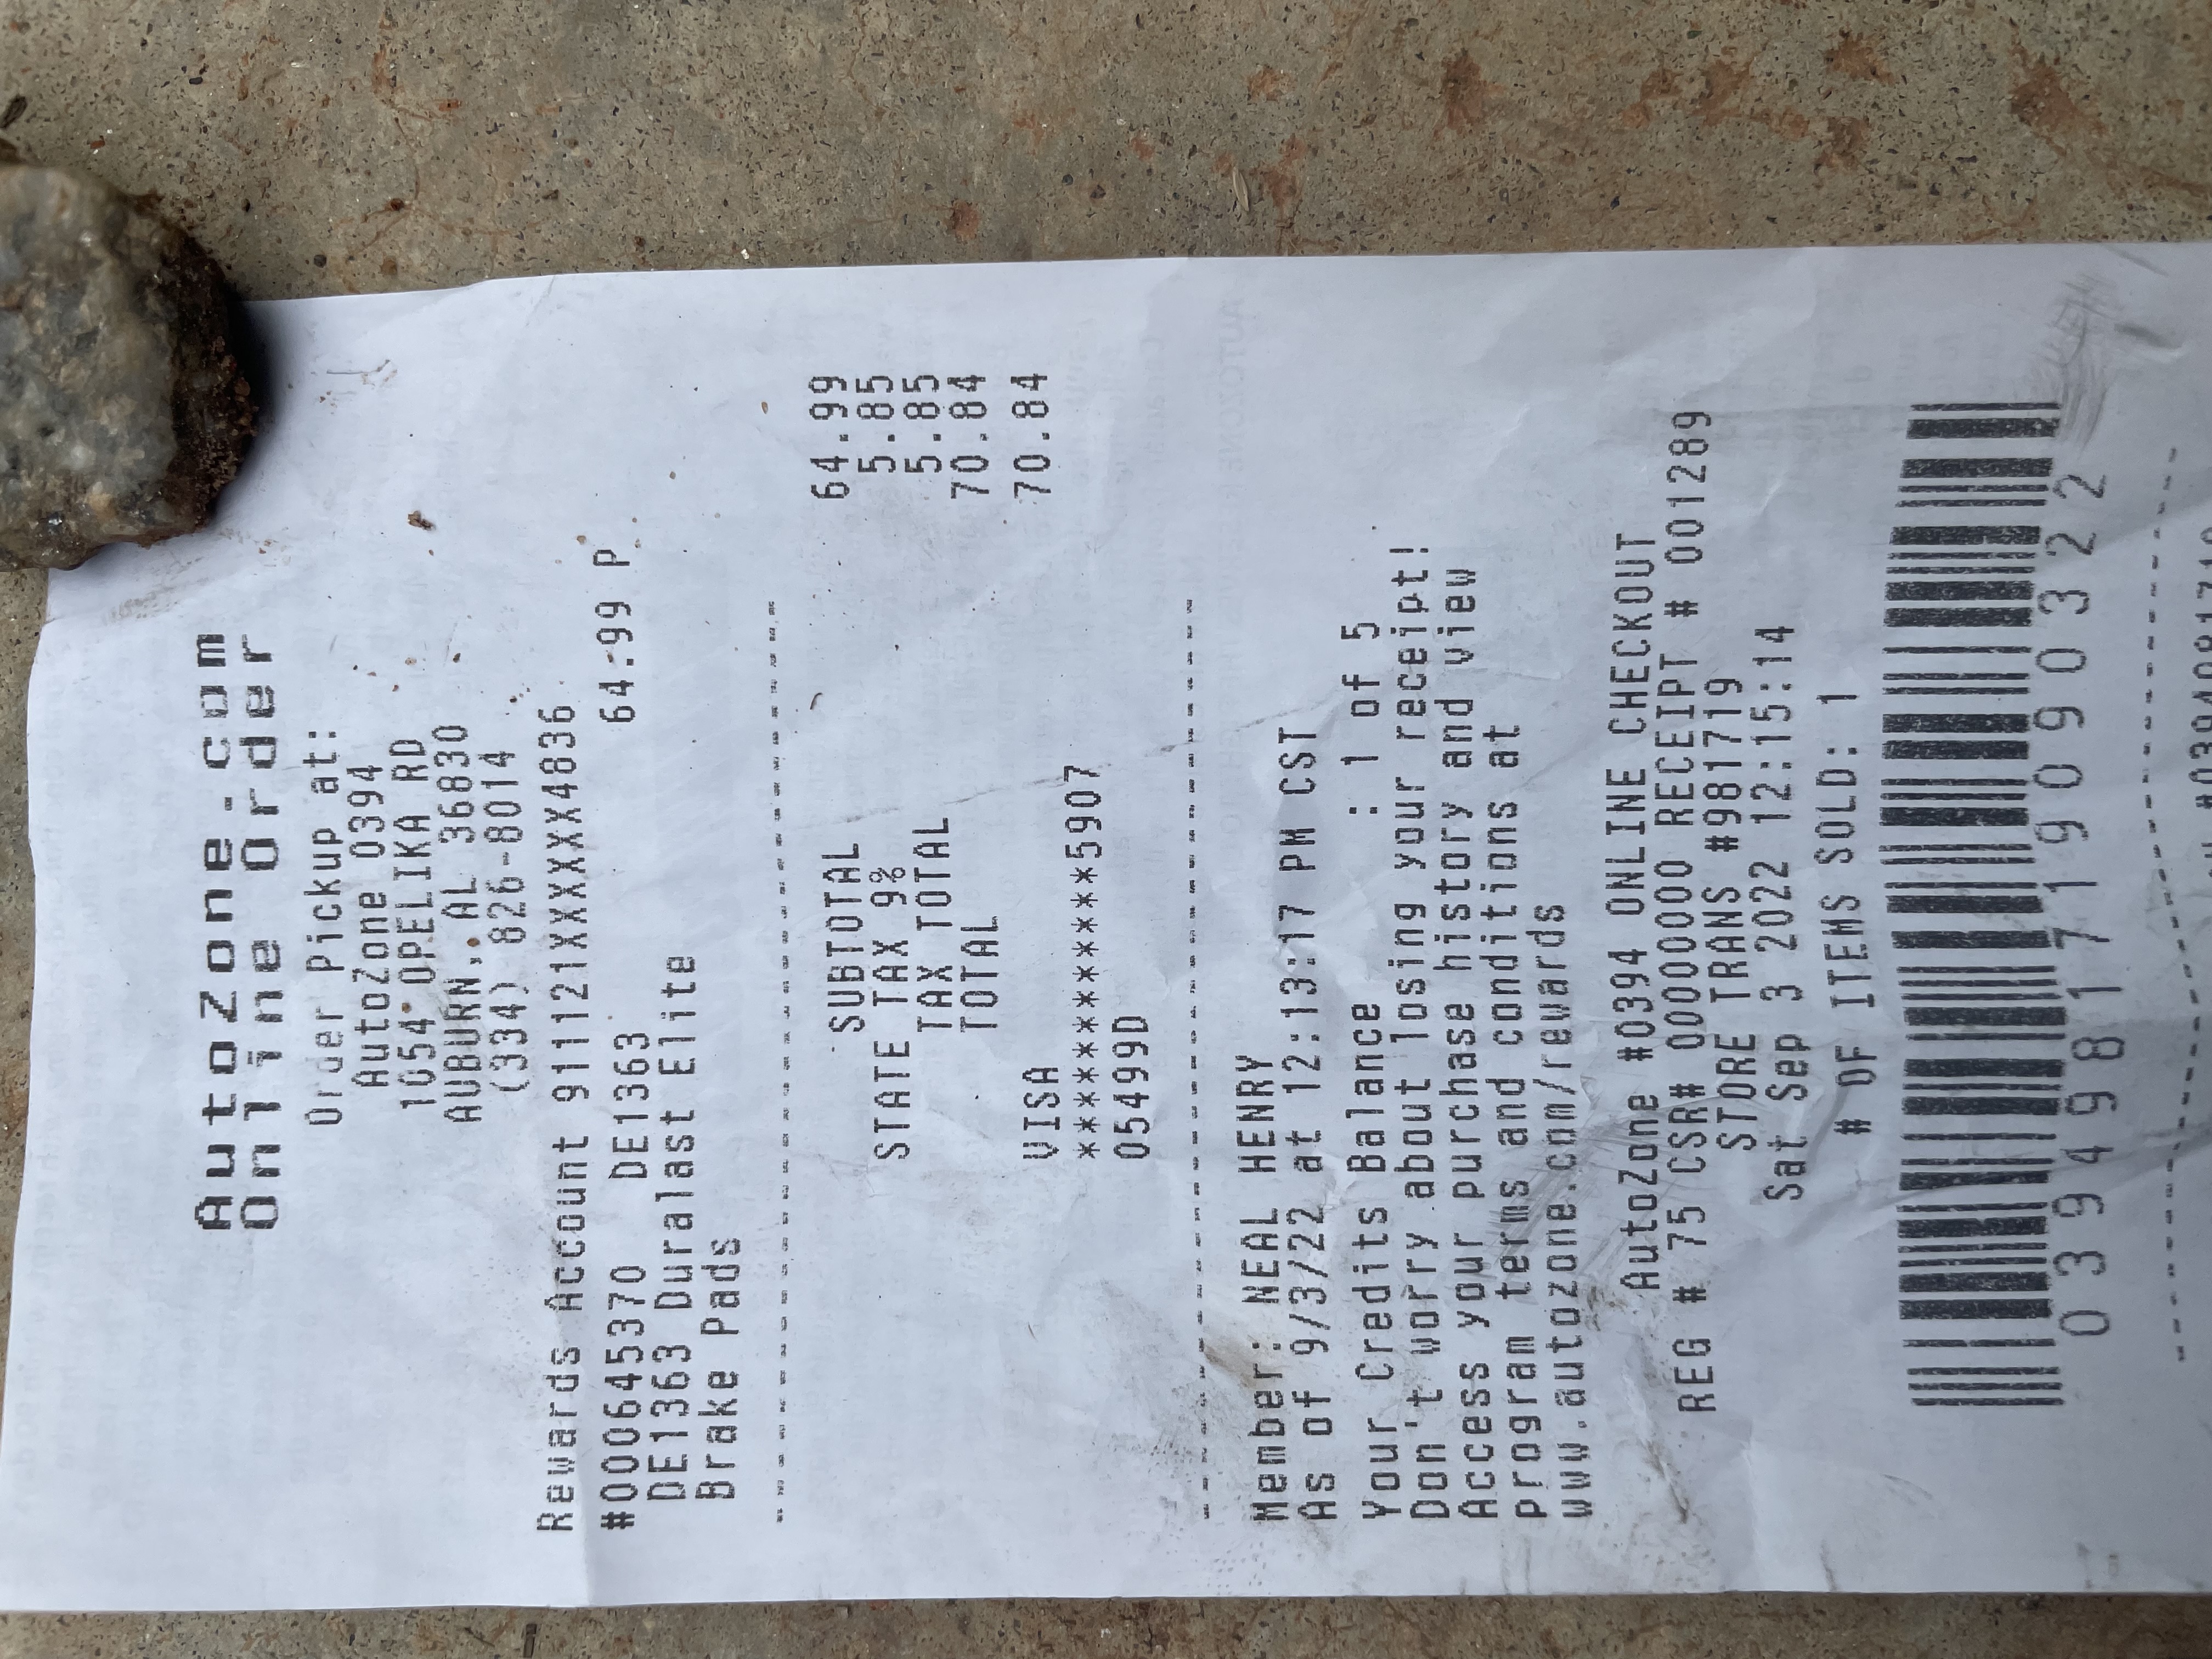 AutoZone.com
Online Order
Order Pickup at:
AutoZone 0394
1054 OPELIKA RD
AUBURN, AL 36830
(334) 826-8014
Rewards Account 911121XXXXXX4836
#000645370 DE1363 64.99 P
DE1363 Duralast Elite
Brake Pads
SUBTOTAL 64.99
STATE TAX 9% 5.85
TAX TOTAL 5.85
TOTAL 70.84
VISA 70.84
************5907
05499D
Member: NEAL HENRY
As of 9/3/22 at 12:13:17 PM CST
Your Credits Balance : 1 of 5
Don't worry about losing your receipt!
Access your purchase history and view
program terms and conditions at
www.autozone.com/rewards
AutoZone #0394 ONLINE CHECKOUT
REG # 75 CSR# 00000000 RECEIPT # 001289
STORE TRANS #981719
Sat Sep 3 2022 12:15:14
# OF ITEMS SOLD: 1
0394981719090322